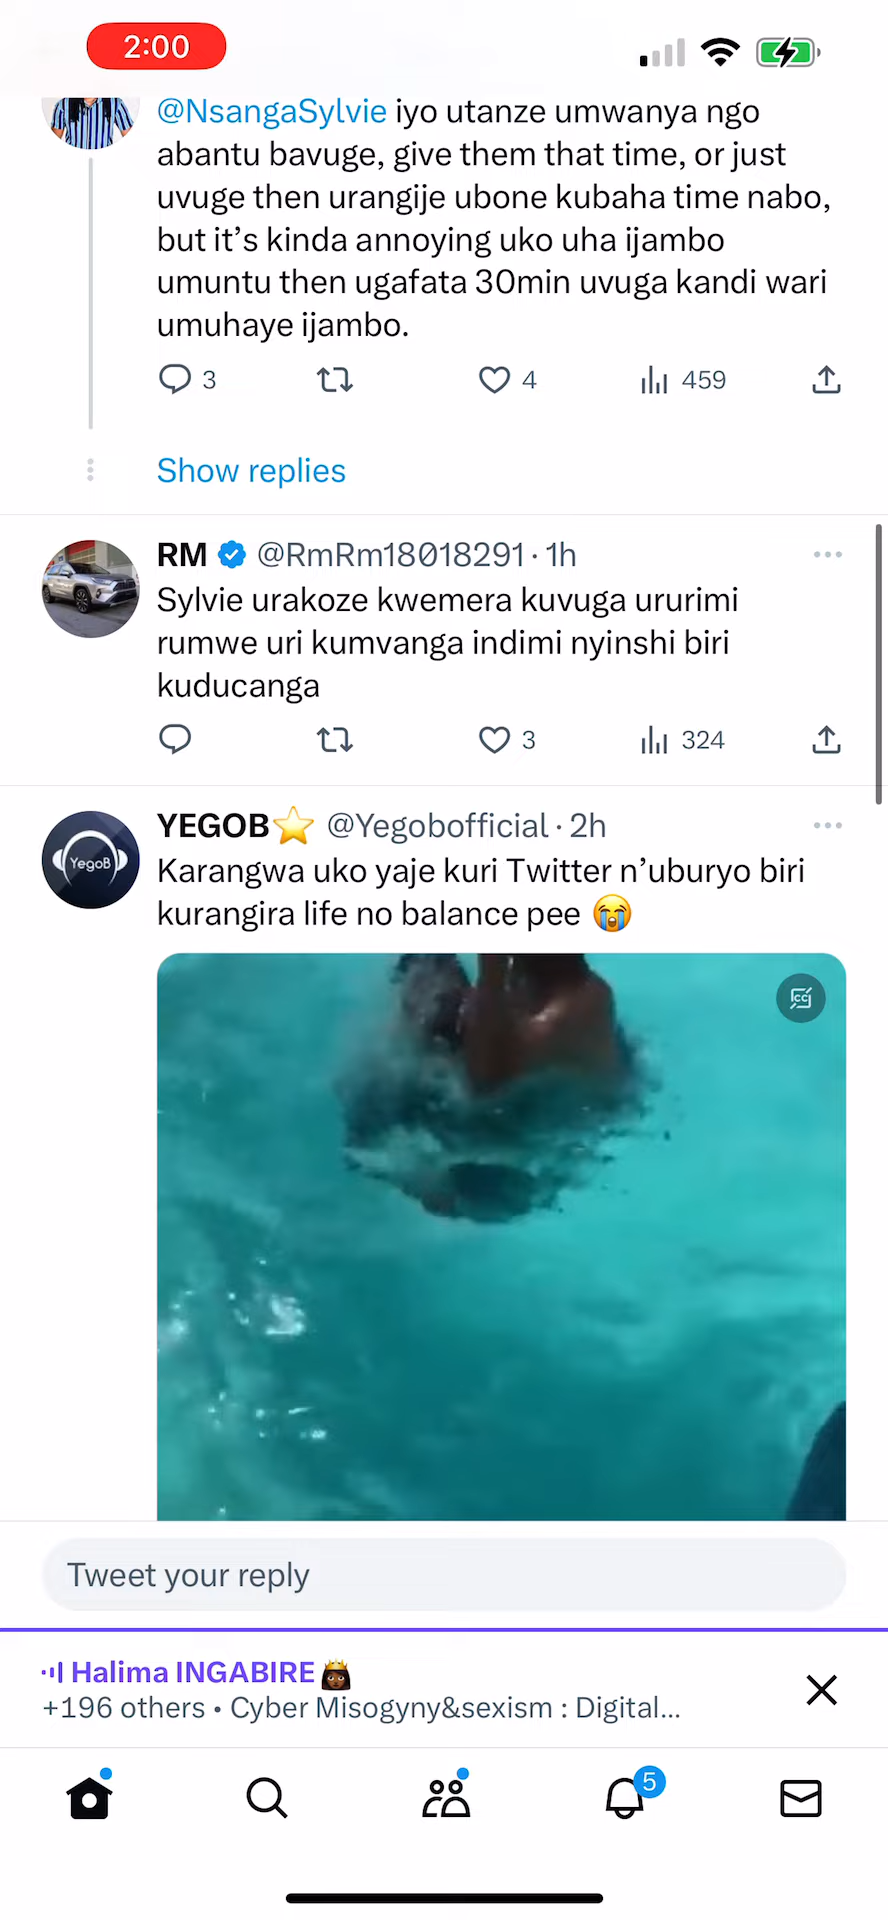 2:00
@NsangaSylvie iyo utanze umwanya ngo
abantu bavuge, give them that time, or just
uvuge then urangije ubone kubaha time nabo,
but it’s kinda annoying uko uha ijambo
umuntu then ugafata 30min uvuga kandi wari
umuhaye ijambo.
3 4 459
Show replies
RM @RmRm18018291 · 1h
Sylvie urakoze kwemera kuvuga ururimi
rumwe uri kumvanga indimi nyinshi biri
kuducanga
3 324
YEGOB⭐ @Yegobofficial · 2h
YegoB
Karangwa uko yaje kuri Twitter n’uburyo biri
kurangira life no balance pee 😭
cc
Tweet your reply
Halima INGABIRE👸🏿
+196 others • Cyber Misogyny&sexism : Digital...
5